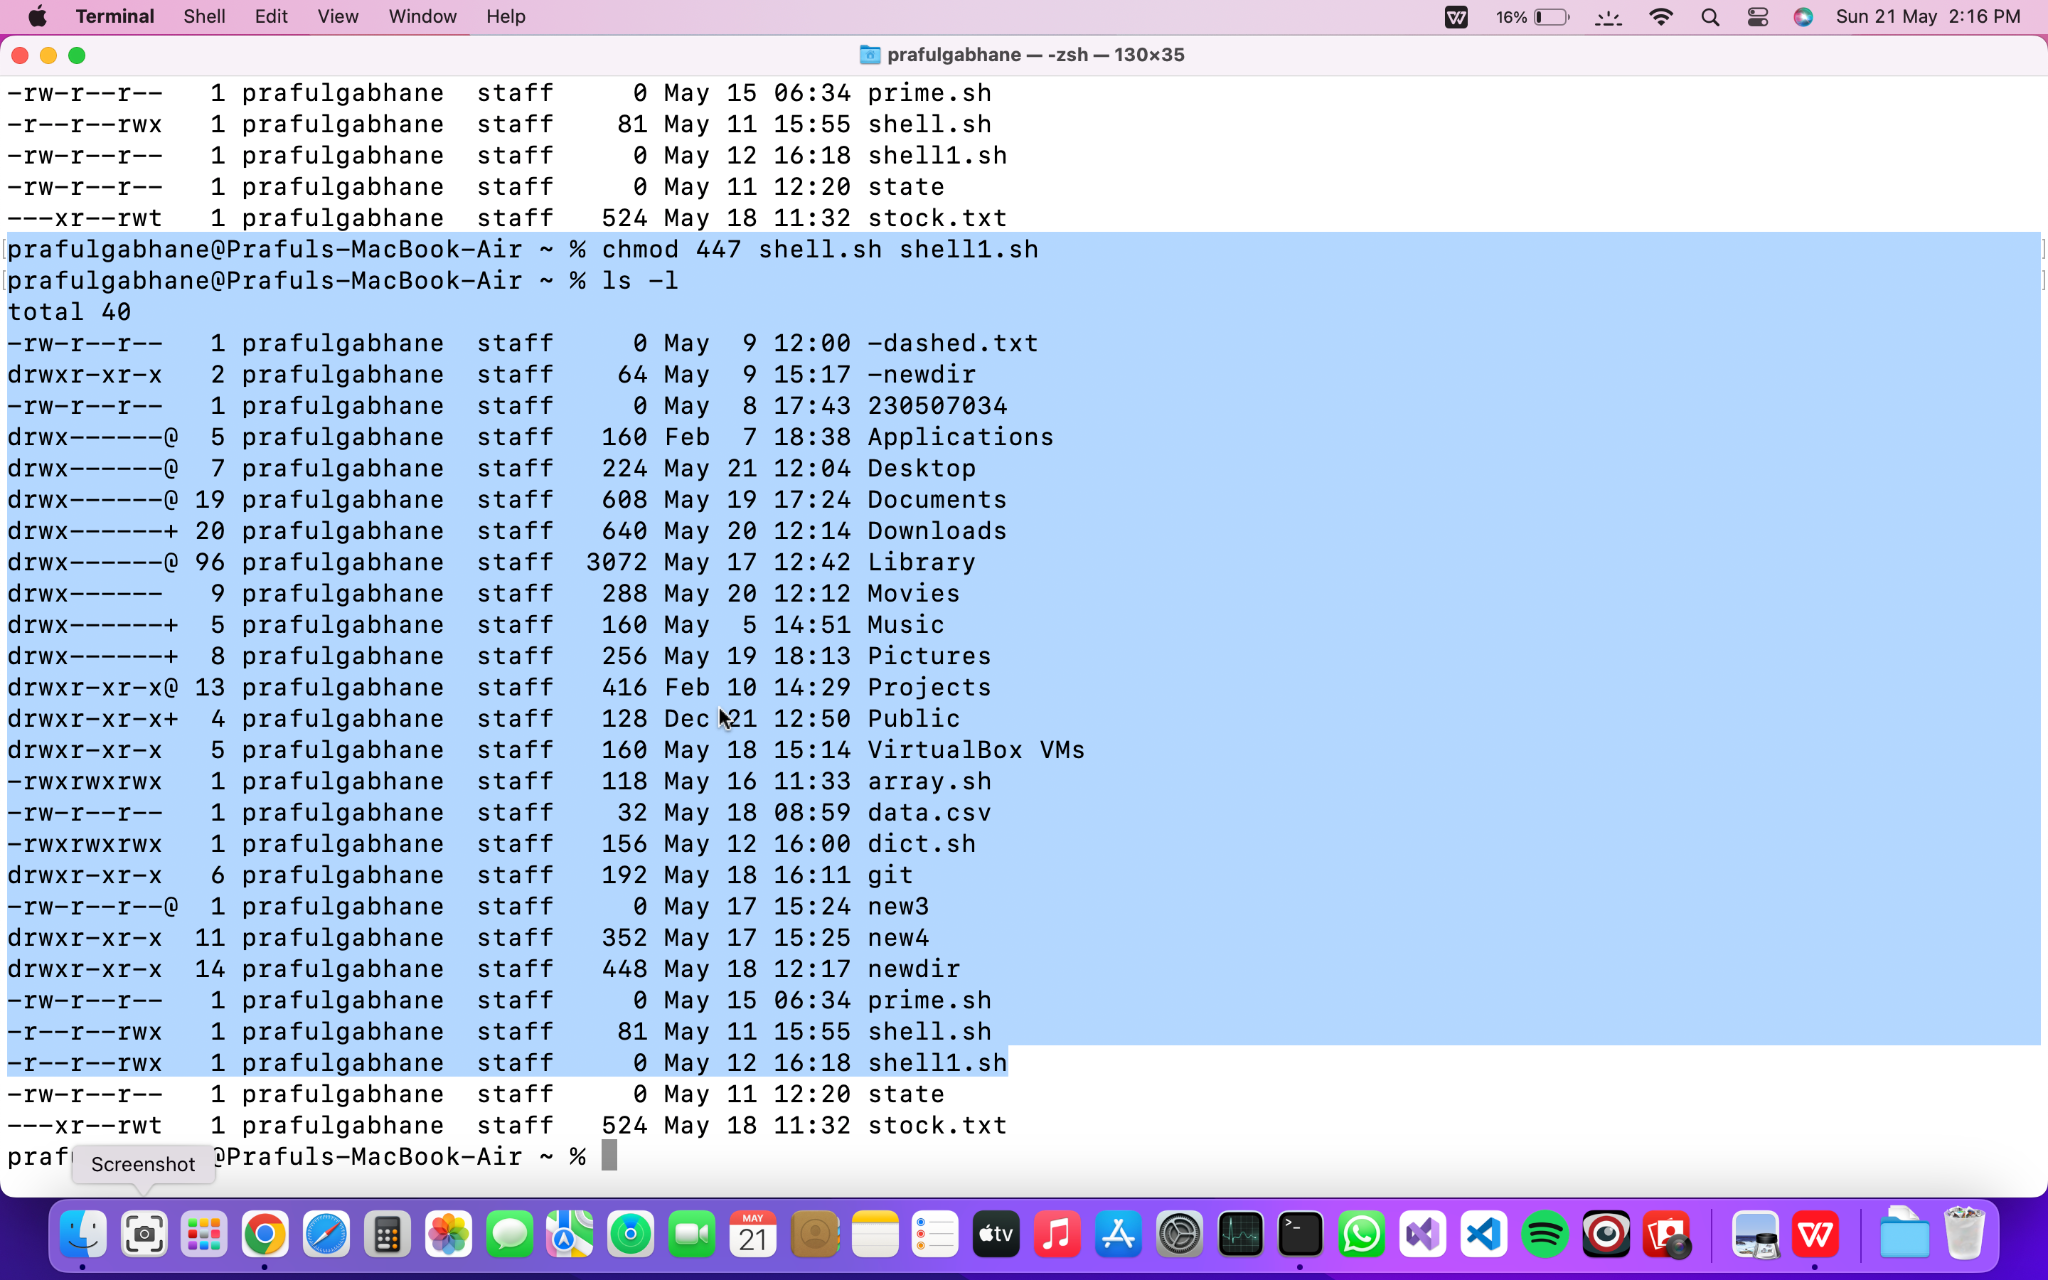 Terminal Shell Edit View Window Help 16% Sun 21 May 2:16 PM
prafulgabhane — -zsh — 130×35
-rw-r--r--   1 prafulgabhane  staff     0 May 15 06:34 prime.sh
-r--r--rwx   1 prafulgabhane  staff    81 May 11 15:55 shell.sh
-rw-r--r--   1 prafulgabhane  staff     0 May 12 16:18 shell1.sh
-rw-r--r--   1 prafulgabhane  staff     0 May 11 12:20 state
---xr--rwt   1 prafulgabhane  staff   524 May 18 11:32 stock.txt
prafulgabhane@Prafuls-MacBook-Air ~ % chmod 447 shell.sh shell1.sh
prafulgabhane@Prafuls-MacBook-Air ~ % ls -l
total 40
-rw-r--r--   1 prafulgabhane  staff     0 May  9 12:00 -dashed.txt
drwxr-xr-x   2 prafulgabhane  staff    64 May  9 15:17 -newdir
-rw-r--r--   1 prafulgabhane  staff     0 May  8 17:43 230507034
drwx------@  5 prafulgabhane  staff   160 Feb  7 18:38 Applications
drwx------@  7 prafulgabhane  staff   224 May 21 12:04 Desktop
drwx------@ 19 prafulgabhane  staff   608 May 19 17:24 Documents
drwx------+ 20 prafulgabhane  staff   640 May 20 12:14 Downloads
drwx------@ 96 prafulgabhane  staff  3072 May 17 12:42 Library
drwx------   9 prafulgabhane  staff   288 May 20 12:12 Movies
drwx------+  5 prafulgabhane  staff   160 May  5 14:51 Music
drwx------+  8 prafulgabhane  staff   256 May 19 18:13 Pictures
drwxr-xr-x@ 13 prafulgabhane  staff   416 Feb 10 14:29 Projects
drwxr-xr-x+  4 prafulgabhane  staff   128 Dec 21 12:50 Public
drwxr-xr-x   5 prafulgabhane  staff   160 May 18 15:14 VirtualBox VMs
-rwxrwxrwx   1 prafulgabhane  staff   118 May 16 11:33 array.sh
-rw-r--r--   1 prafulgabhane  staff    32 May 18 08:59 data.csv
-rwxrwxrwx   1 prafulgabhane  staff   156 May 12 16:00 dict.sh
drwxr-xr-x   6 prafulgabhane  staff   192 May 18 16:11 git
-rw-r--r--@  1 prafulgabhane  staff     0 May 17 15:24 new3
drwxr-xr-x  11 prafulgabhane  staff   352 May 17 15:25 new4
drwxr-xr-x  14 prafulgabhane  staff   448 May 18 12:17 newdir
-rw-r--r--   1 prafulgabhane  staff     0 May 15 06:34 prime.sh
-r--r--rwx   1 prafulgabhane  staff    81 May 11 15:55 shell.sh
-r--r--rwx   1 prafulgabhane  staff     0 May 12 16:18 shell1.sh
-rw-r--r--   1 prafulgabhane  staff     0 May 11 12:20 state
---xr--rwt   1 prafulgabhane  staff   524 May 18 11:32 stock.txt
praf @Prafuls-MacBook-Air ~ %
Screenshot
MAY
21
tv